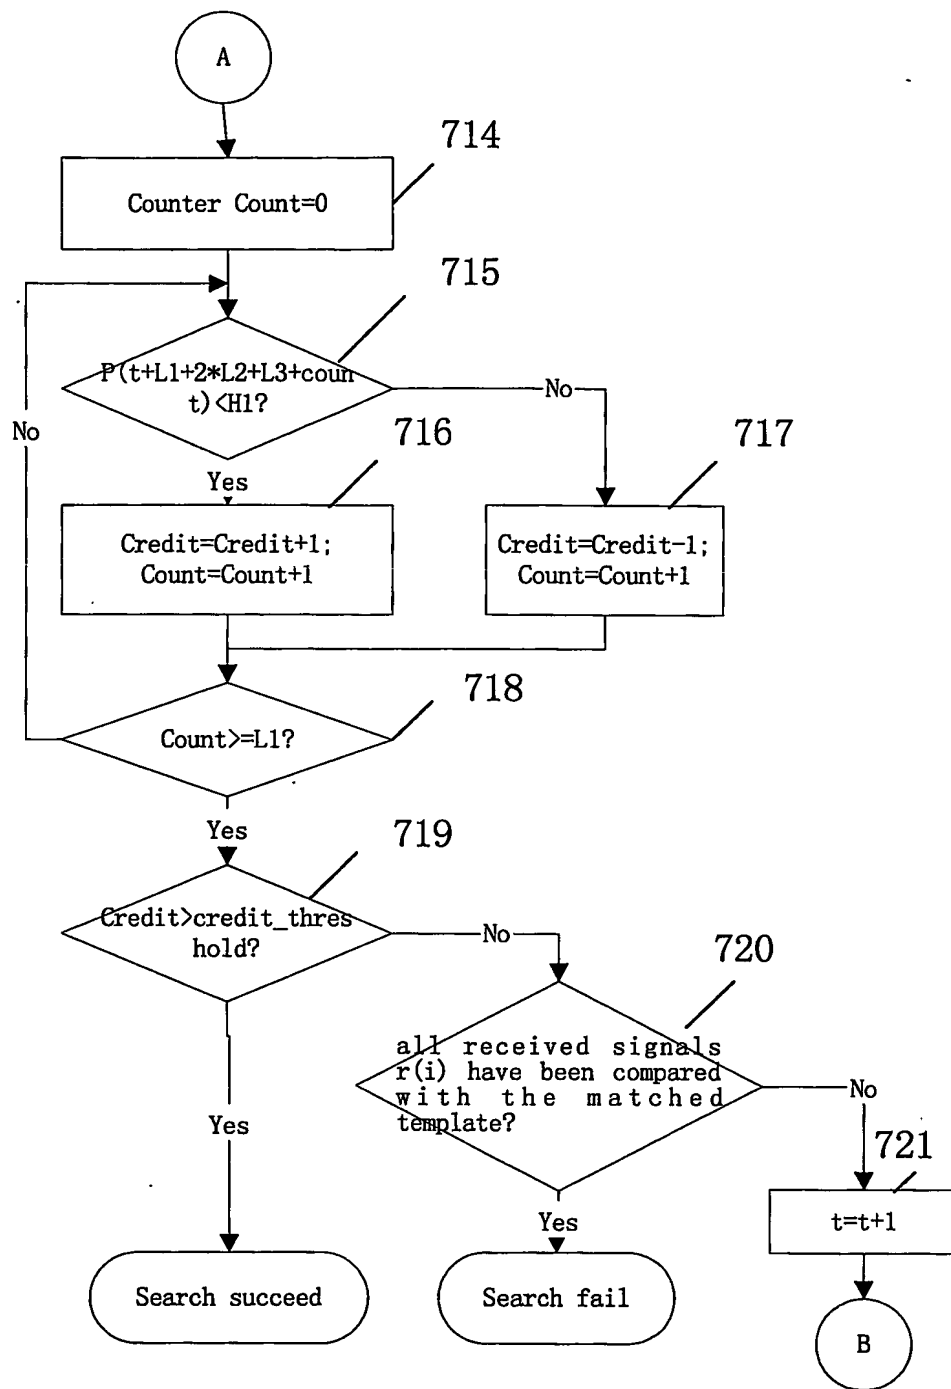 A
714
Counter Count=0
715
P(t+L1+2*L2+L3+coun
t)<H1?
No
No
716
717
Yes
Credit=Credit+1;
Count=Count+1
Credit=Credit-1;
Count=Count+1
718
Count>=L1?
Yes
719
Credit>credit_thres
hold?
No
720
all received signals
r(i) have been compared
with the matched
template?
No
Yes
721
t=t+1
Yes
Search succeed
Search fail
B